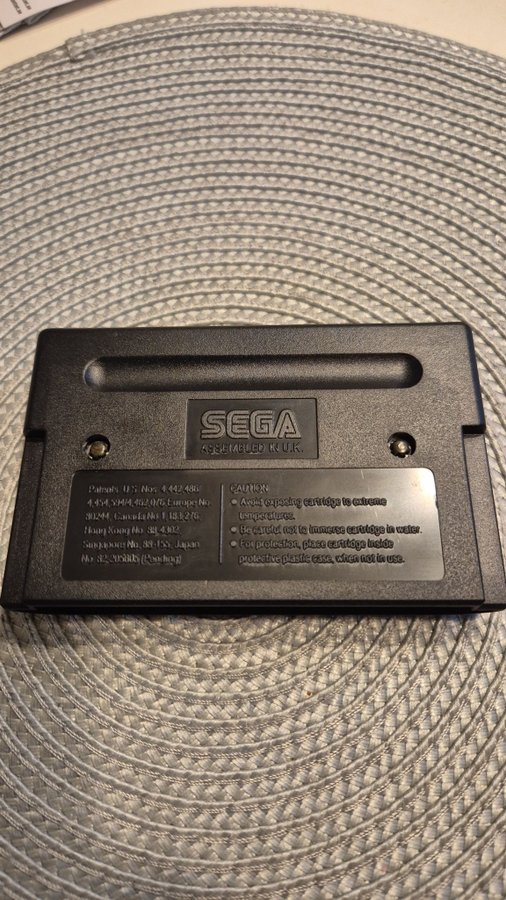 SEGA
ASSEMBLED IN U.K.
Patents: U.S. Nos. 4,442,486/
4,454,594/4,462,076 Europe No.
80244, Canada No. 1,183,276,
Hong Kong No. 88-4302,
Singapore No. 88-155, Japan
No. 82-205605 (Pending)
CAUTION
● Avoid exposing cartridge to extreme
temperatures.
● Be careful not to immerse cartridge in water.
● For protection, place cartridge inside
protective plastic case, when not in use.